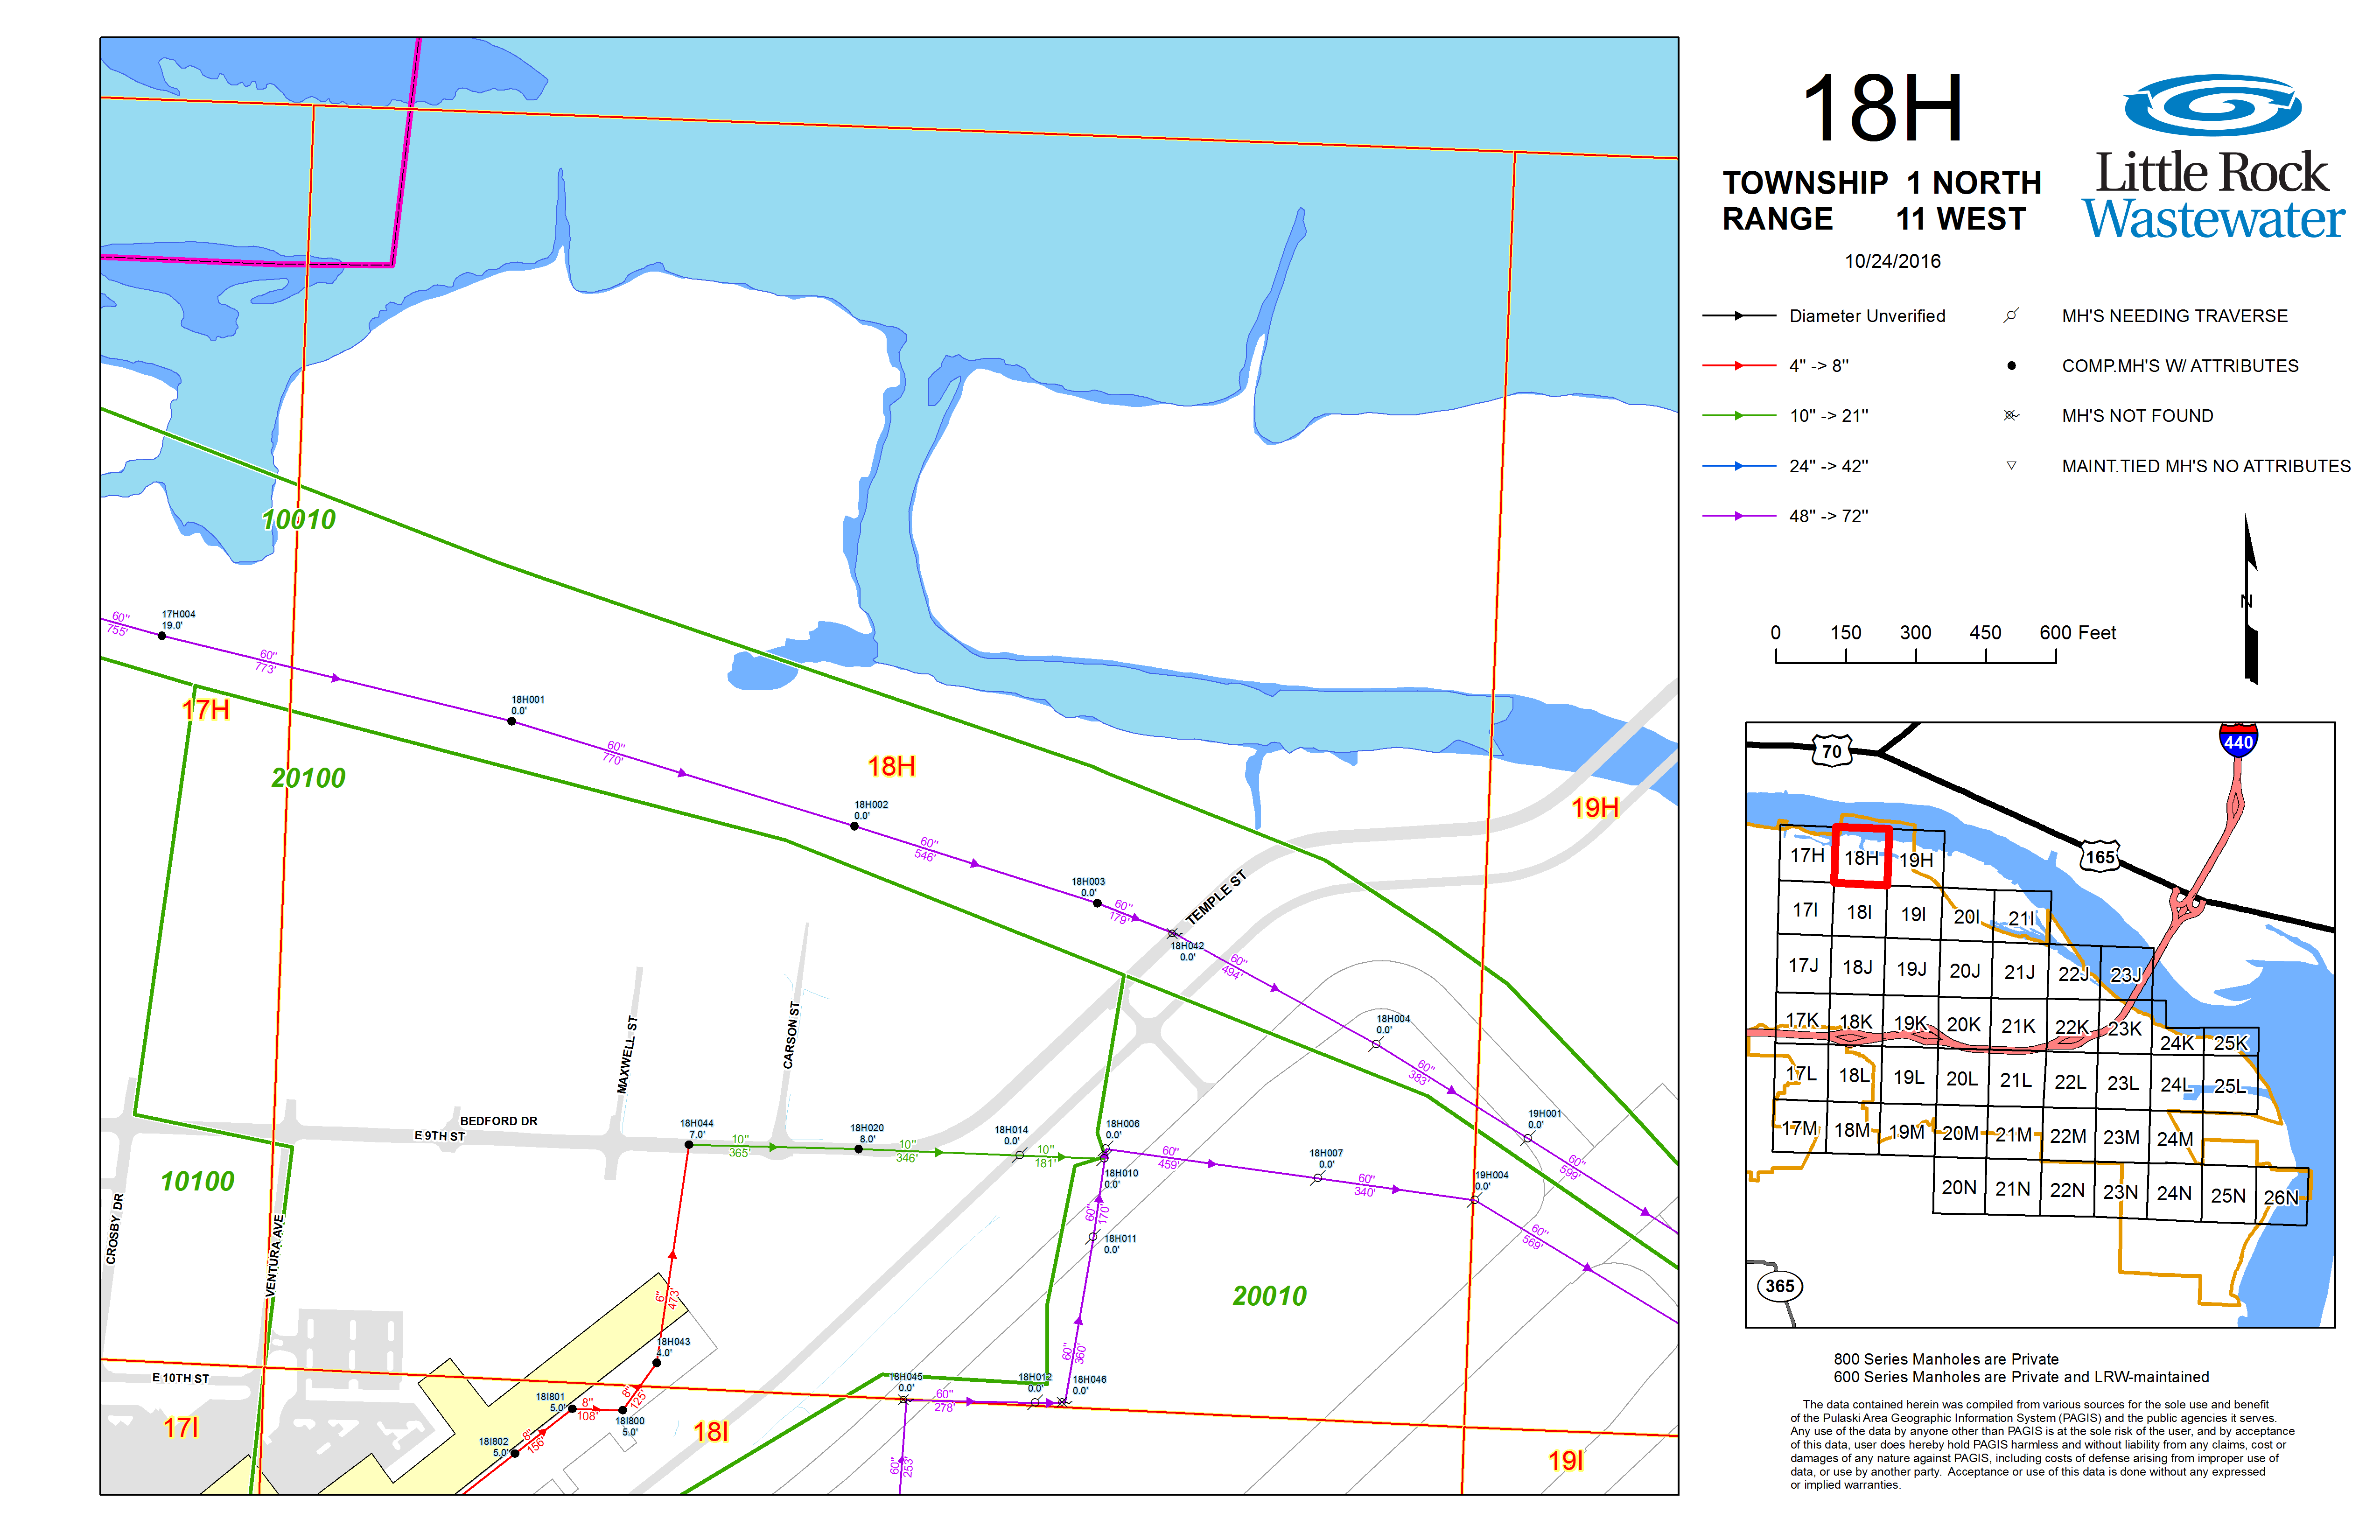 18H
TOWNSHIP 1 NORTH
RANGE 11 WEST
10/24/2016
Little Rock
Wastewater
Diameter Unverified
4" -> 8"
10" -> 21"
24" -> 42"
48" -> 72"
MH'S NEEDING TRAVERSE
COMP.MH'S W/ ATTRIBUTES
MH'S NOT FOUND
MAINT.TIED MH'S NO ATTRIBUTES
N
0 150 300 450 600 Feet
10010
60"
755'
17H004
19.0'
60"
773'
17H
18H001
0.0'
60"
770'
20100
18H
18H002
0.0'
60"
546'
19H
18H003
0.0'
60"
179'
TEMPLE ST
18H042
0.0'
60"
494'
18H004
0.0'
60"
383'
19H001
0.0'
60"
599'
MAXWELL ST
CARSON ST
BEDFORD DR
E 9TH ST
18H044
7.0'
10"
365'
18H020
8.0'
10"
346'
18H014
0.0'
10"
181'
18H006
0.0'
18H010
0.0'
60"
459'
18H007
0.0'
60"
340'
19H004
0.0'
60"
569'
10100
CROSBY DR
VENTURA AVE
60"
170'
18H011
0.0'
20010
6"
473'
18H043
4.0'
60"
360'
E 10TH ST
18H045
0.0'
60"
278'
18H012
0.0'
18H046
0.0'
8"
125'
18I801
5.0'
8"
108'
18I800
5.0'
17I
18I802
5.0'
8"
156'
18I
60"
253'
19I
70
440
165
365
17H 18H 19H
17I 18I 19I 20I 21I
17J 18J 19J 20J 21J 22J 23J
17K 18K 19K 20K 21K 22K 23K 24K 25K
17L 18L 19L 20L 21L 22L 23L 24L 25L
17M 18M 19M 20M 21M 22M 23M 24M
20N 21N 22N 23N 24N 25N 26N
800 Series Manholes are Private
600 Series Manholes are Private and LRW-maintained
The data contained herein was compiled from various sources for the sole use and benefit
of the Pulaski Area Geographic Information System (PAGIS) and the public agencies it serves.
Any use of the data by anyone other than PAGIS is at the sole risk of the user, and by acceptance
of this data, user does hereby hold PAGIS harmless and without liability from any claims, cost or
damages of any nature against PAGIS, including costs of defense arising from improper use of
data, or use by another party. Acceptance or use of this data is done without any expressed
or implied warranties.